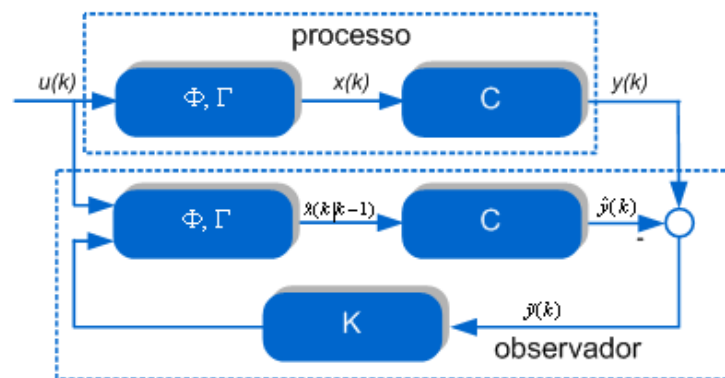 processo
u(k)
Φ, Γ
x(k)
C
y(k)
Φ, Γ
x̂(k|k-1)
C
ŷ(k)
-
K
ỹ(k)
observador